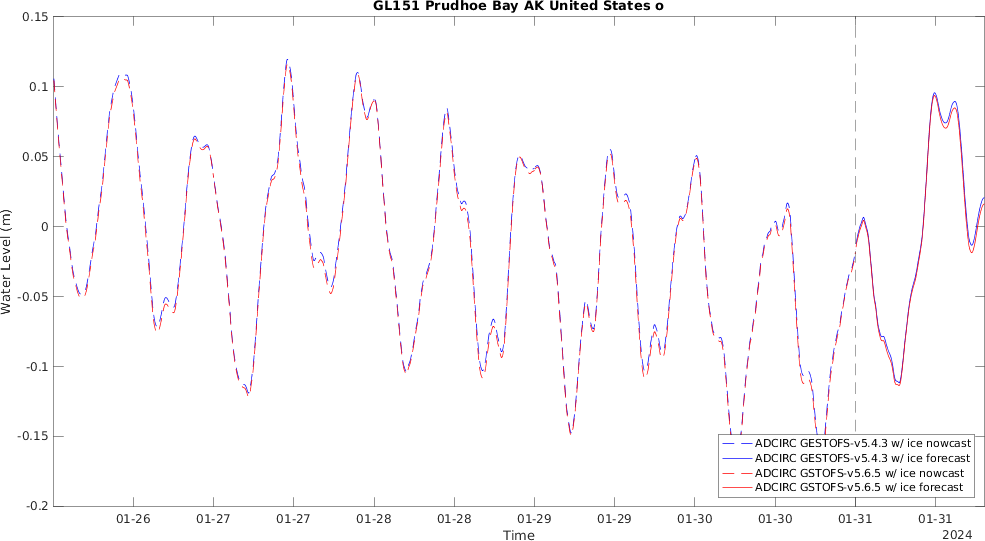 GL151 Prudhoe Bay AK United States o
0.15
0.1
0.05
0
-0.05
-0.1
-0.15
-0.2
Water Level (m)
ADCIRC GESTOFS-v5.4.3 w/ ice nowcast
ADCIRC GESTOFS-v5.4.3 w/ ice forecast
ADCIRC GSTOFS-v5.6.5 w/ ice nowcast
ADCIRC GSTOFS-v5.6.5 w/ ice forecast
01-26 01-27 01-27 01-28 01-28 01-29 01-29 01-30 01-30 01-31 01-31
Time
2024